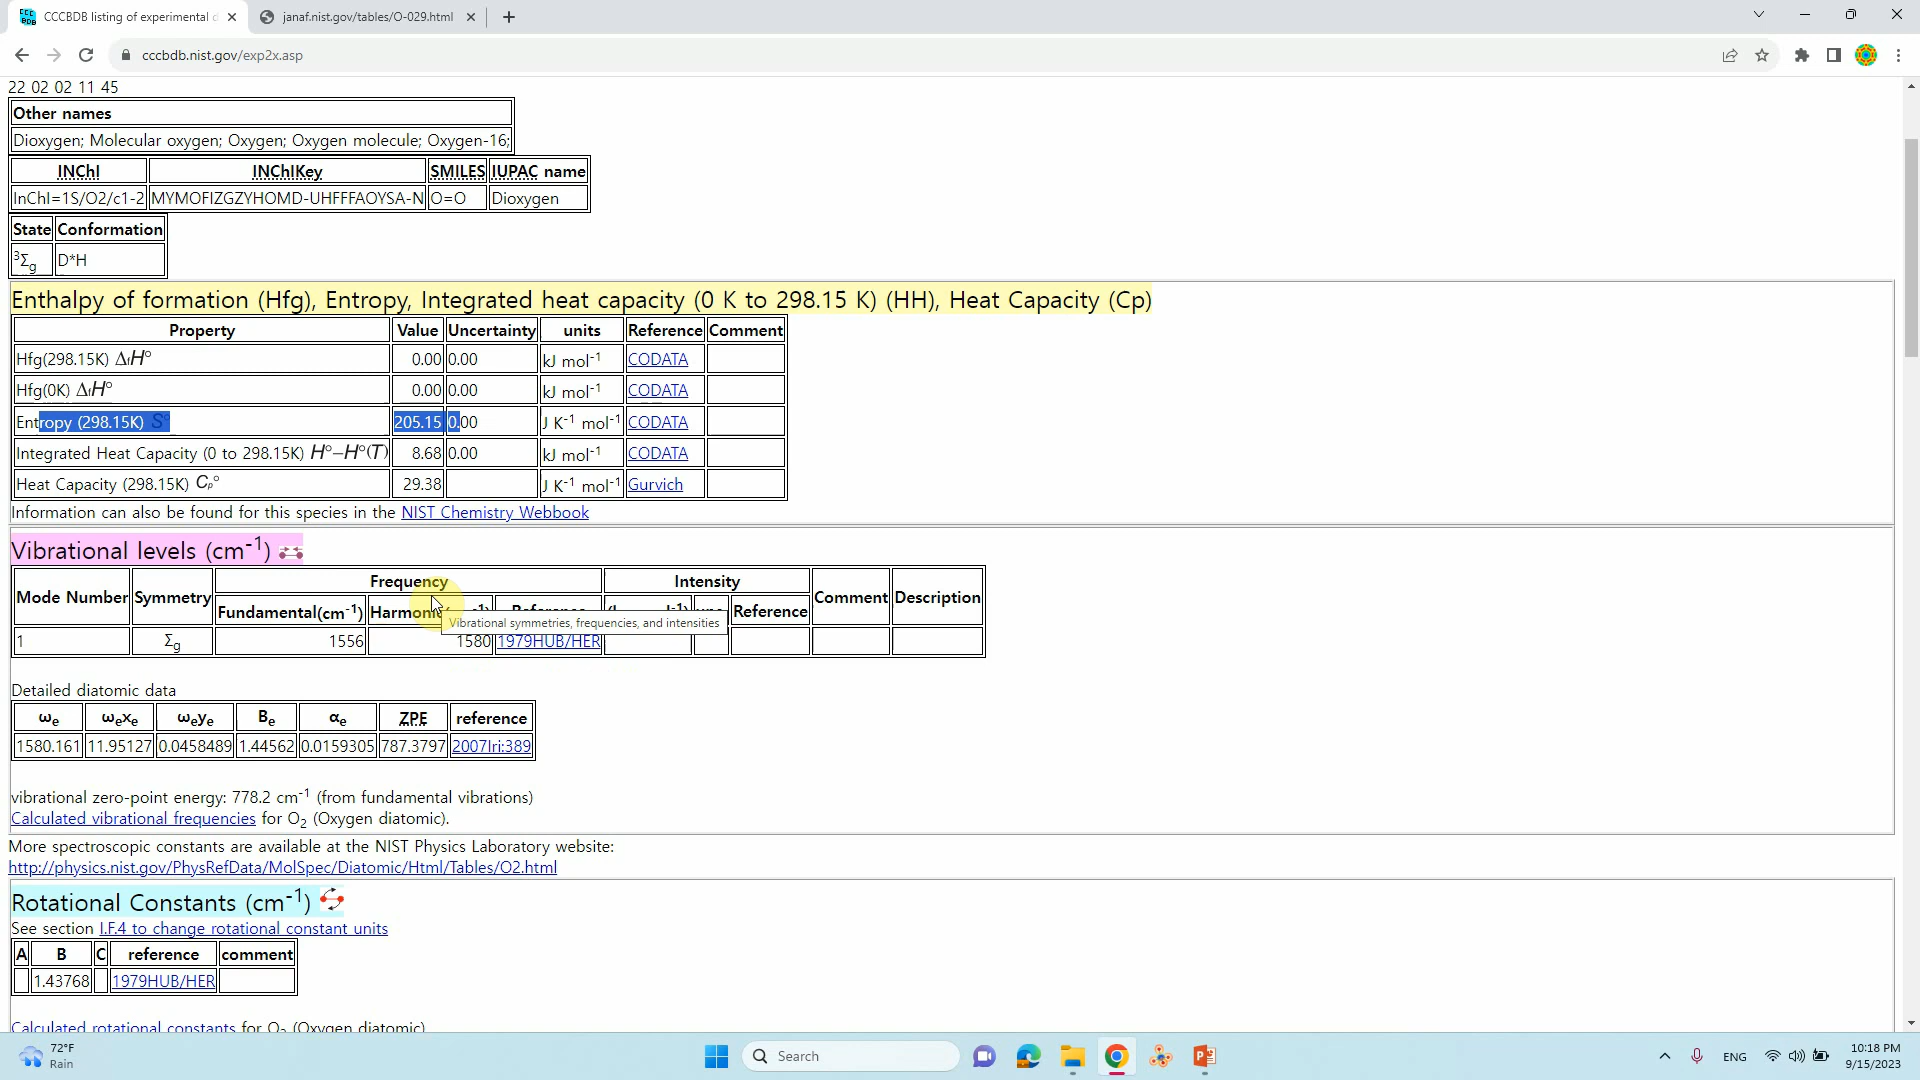 CCCBDB listing of experimental d
janaf.nist.gov/tables/O-029.html
cccbdb.nist.gov/exp2x.asp
22 02 02 11 45
Other names
Dioxygen; Molecular oxygen; Oxygen; Oxygen molecule; Oxygen-16;
INChI INChIKey SMILES IUPAC name
InChI=1S/O2/c1-2 MYMOFIZGZYHOMD-UHFFFAOYSA-N O=O Dioxygen
State Conformation
³Σg D*H
Enthalpy of formation (Hfg), Entropy, Integrated heat capacity (0 K to 298.15 K) (HH), Heat Capacity (Cp)
Property Value Uncertainty units Reference Comment
Hfg(298.15K) ΔfH° 0.00 0.00 kJ mol-1 CODATA
Hfg(0K) ΔfH° 0.00 0.00 kJ mol-1 CODATA
Entropy (298.15K) S° 205.15 0.00 J K-1 mol-1 CODATA
Integrated Heat Capacity (0 to 298.15K) H°–H°(T) 8.68 0.00 kJ mol-1 CODATA
Heat Capacity (298.15K) Cp° 29.38 J K-1 mol-1 Gurvich
Information can also be found for this species in the NIST Chemistry Webbook
Vibrational levels (cm-1)
Mode Number Symmetry Frequency Intensity Comment Description
Fundamental(cm-1) Reference
Vibrational symmetries, frequencies, and intensities
1 Σg 1556 1580 1979HUB/HER
Detailed diatomic data
ωe ωexe ωeye Be αe ZPE reference
1580.161 11.95127 0.0458489 1.44562 0.0159305 787.3797 2007Iri:389
vibrational zero-point energy: 778.2 cm-1 (from fundamental vibrations)
Calculated vibrational frequencies for O2 (Oxygen diatomic).
More spectroscopic constants are available at the NIST Physics Laboratory website:
http://physics.nist.gov/PhysRefData/MolSpec/Diatomic/Html/Tables/O2.html
Rotational Constants (cm-1)
See section I.F.4 to change rotational constant units
A B C reference comment
1.43768 1979HUB/HER
Calculated rotational constants for O2 (Oxygen diatomic).
72°F
Rain
Search
ENG
10:18 PM
9/15/2023